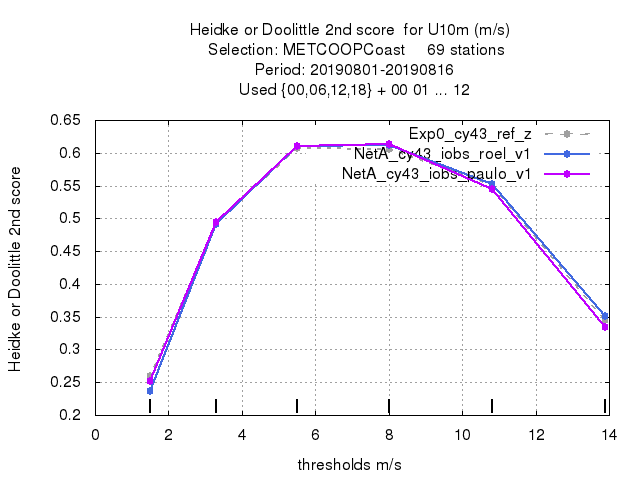 Heidke or Doolittle 2nd score  for U10m (m/s)
Selection: METCOOPCoast     69 stations
Period: 20190801-20190816
Used {00,06,12,18} + 00 01 ... 12
Heidke or Doolittle 2nd score
0.65
0.6
0.55
0.5
0.45
0.4
0.35
0.3
0.25
0.2
Exp0_cy43_ref_z
NetA_cy43_iobs_roel_v1
NetA_cy43_iobs_paulo_v1
0 2 4 6 8 10 12 14
thresholds m/s